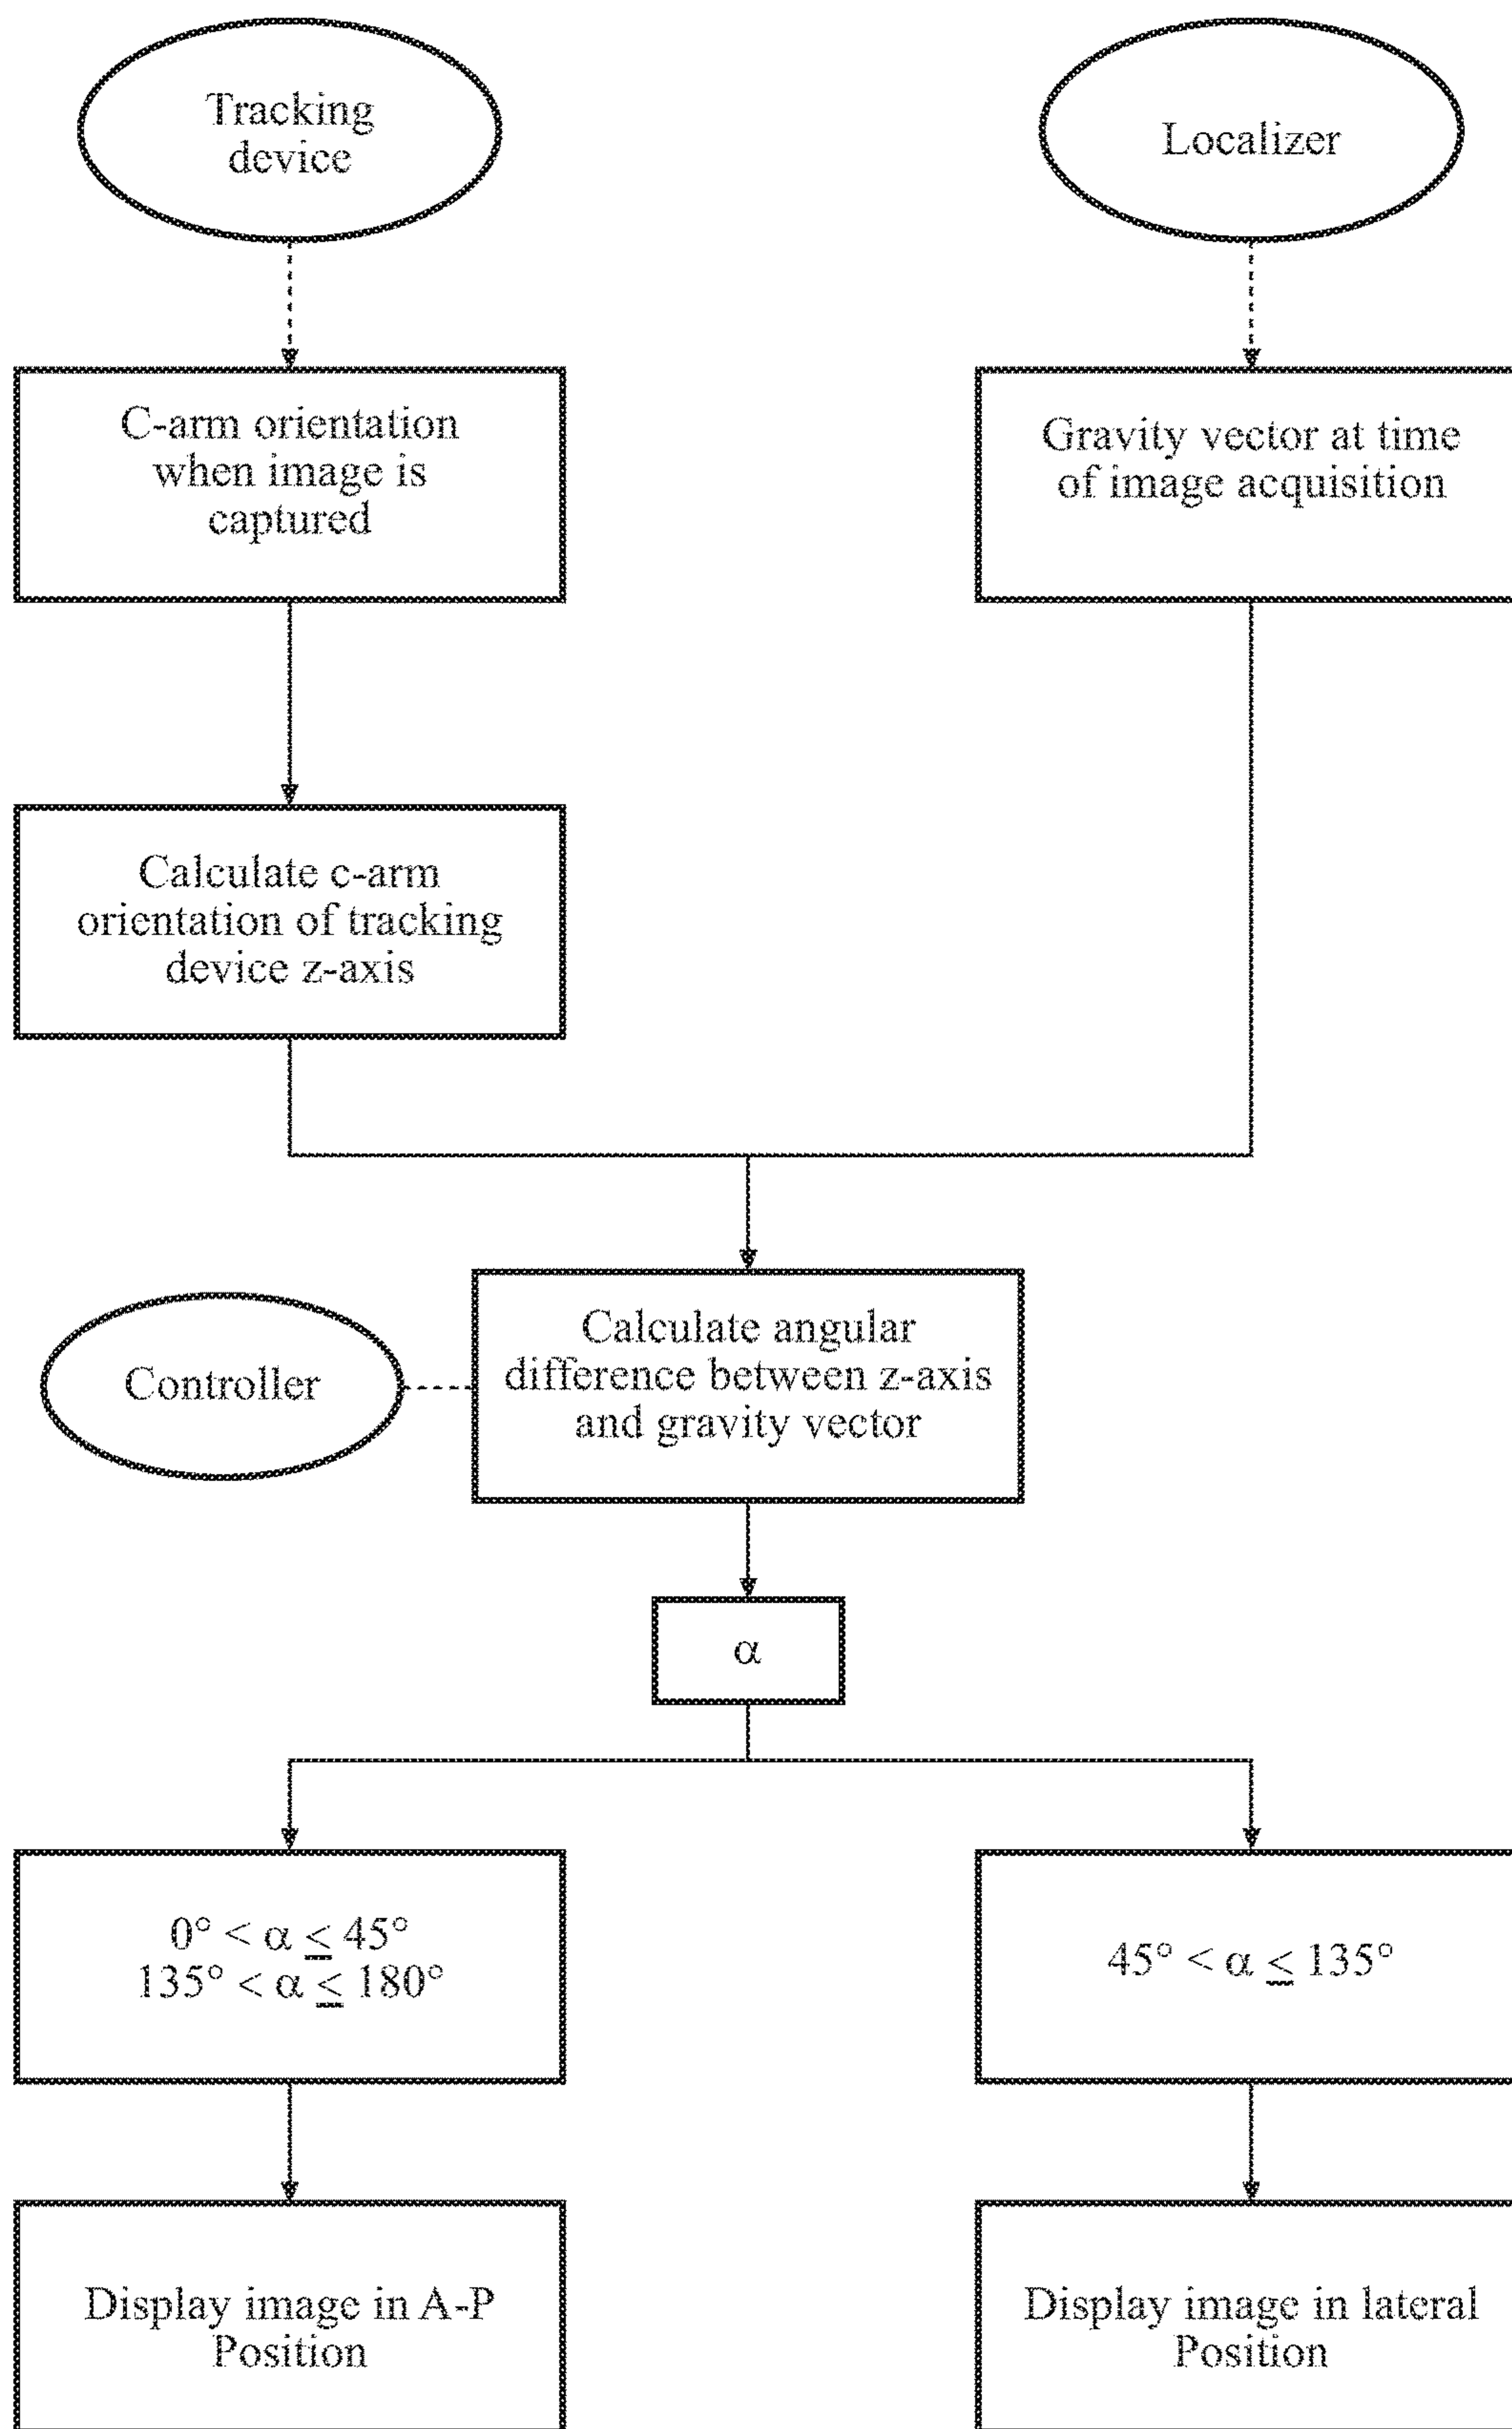 Tracking
device
Localizer
C-arm orientation
when image is
captured
Gravity vector at time
of image acquisition
Calculate c-arm
orientation of tracking
device z-axis
Controller
Calculate angular
difference between z-axis
and gravity vector
α
0° < α ≤ 45°
135° < α ≤ 180°
45° < α ≤ 135°
Display image in A-P
Position
Display image in lateral
Position